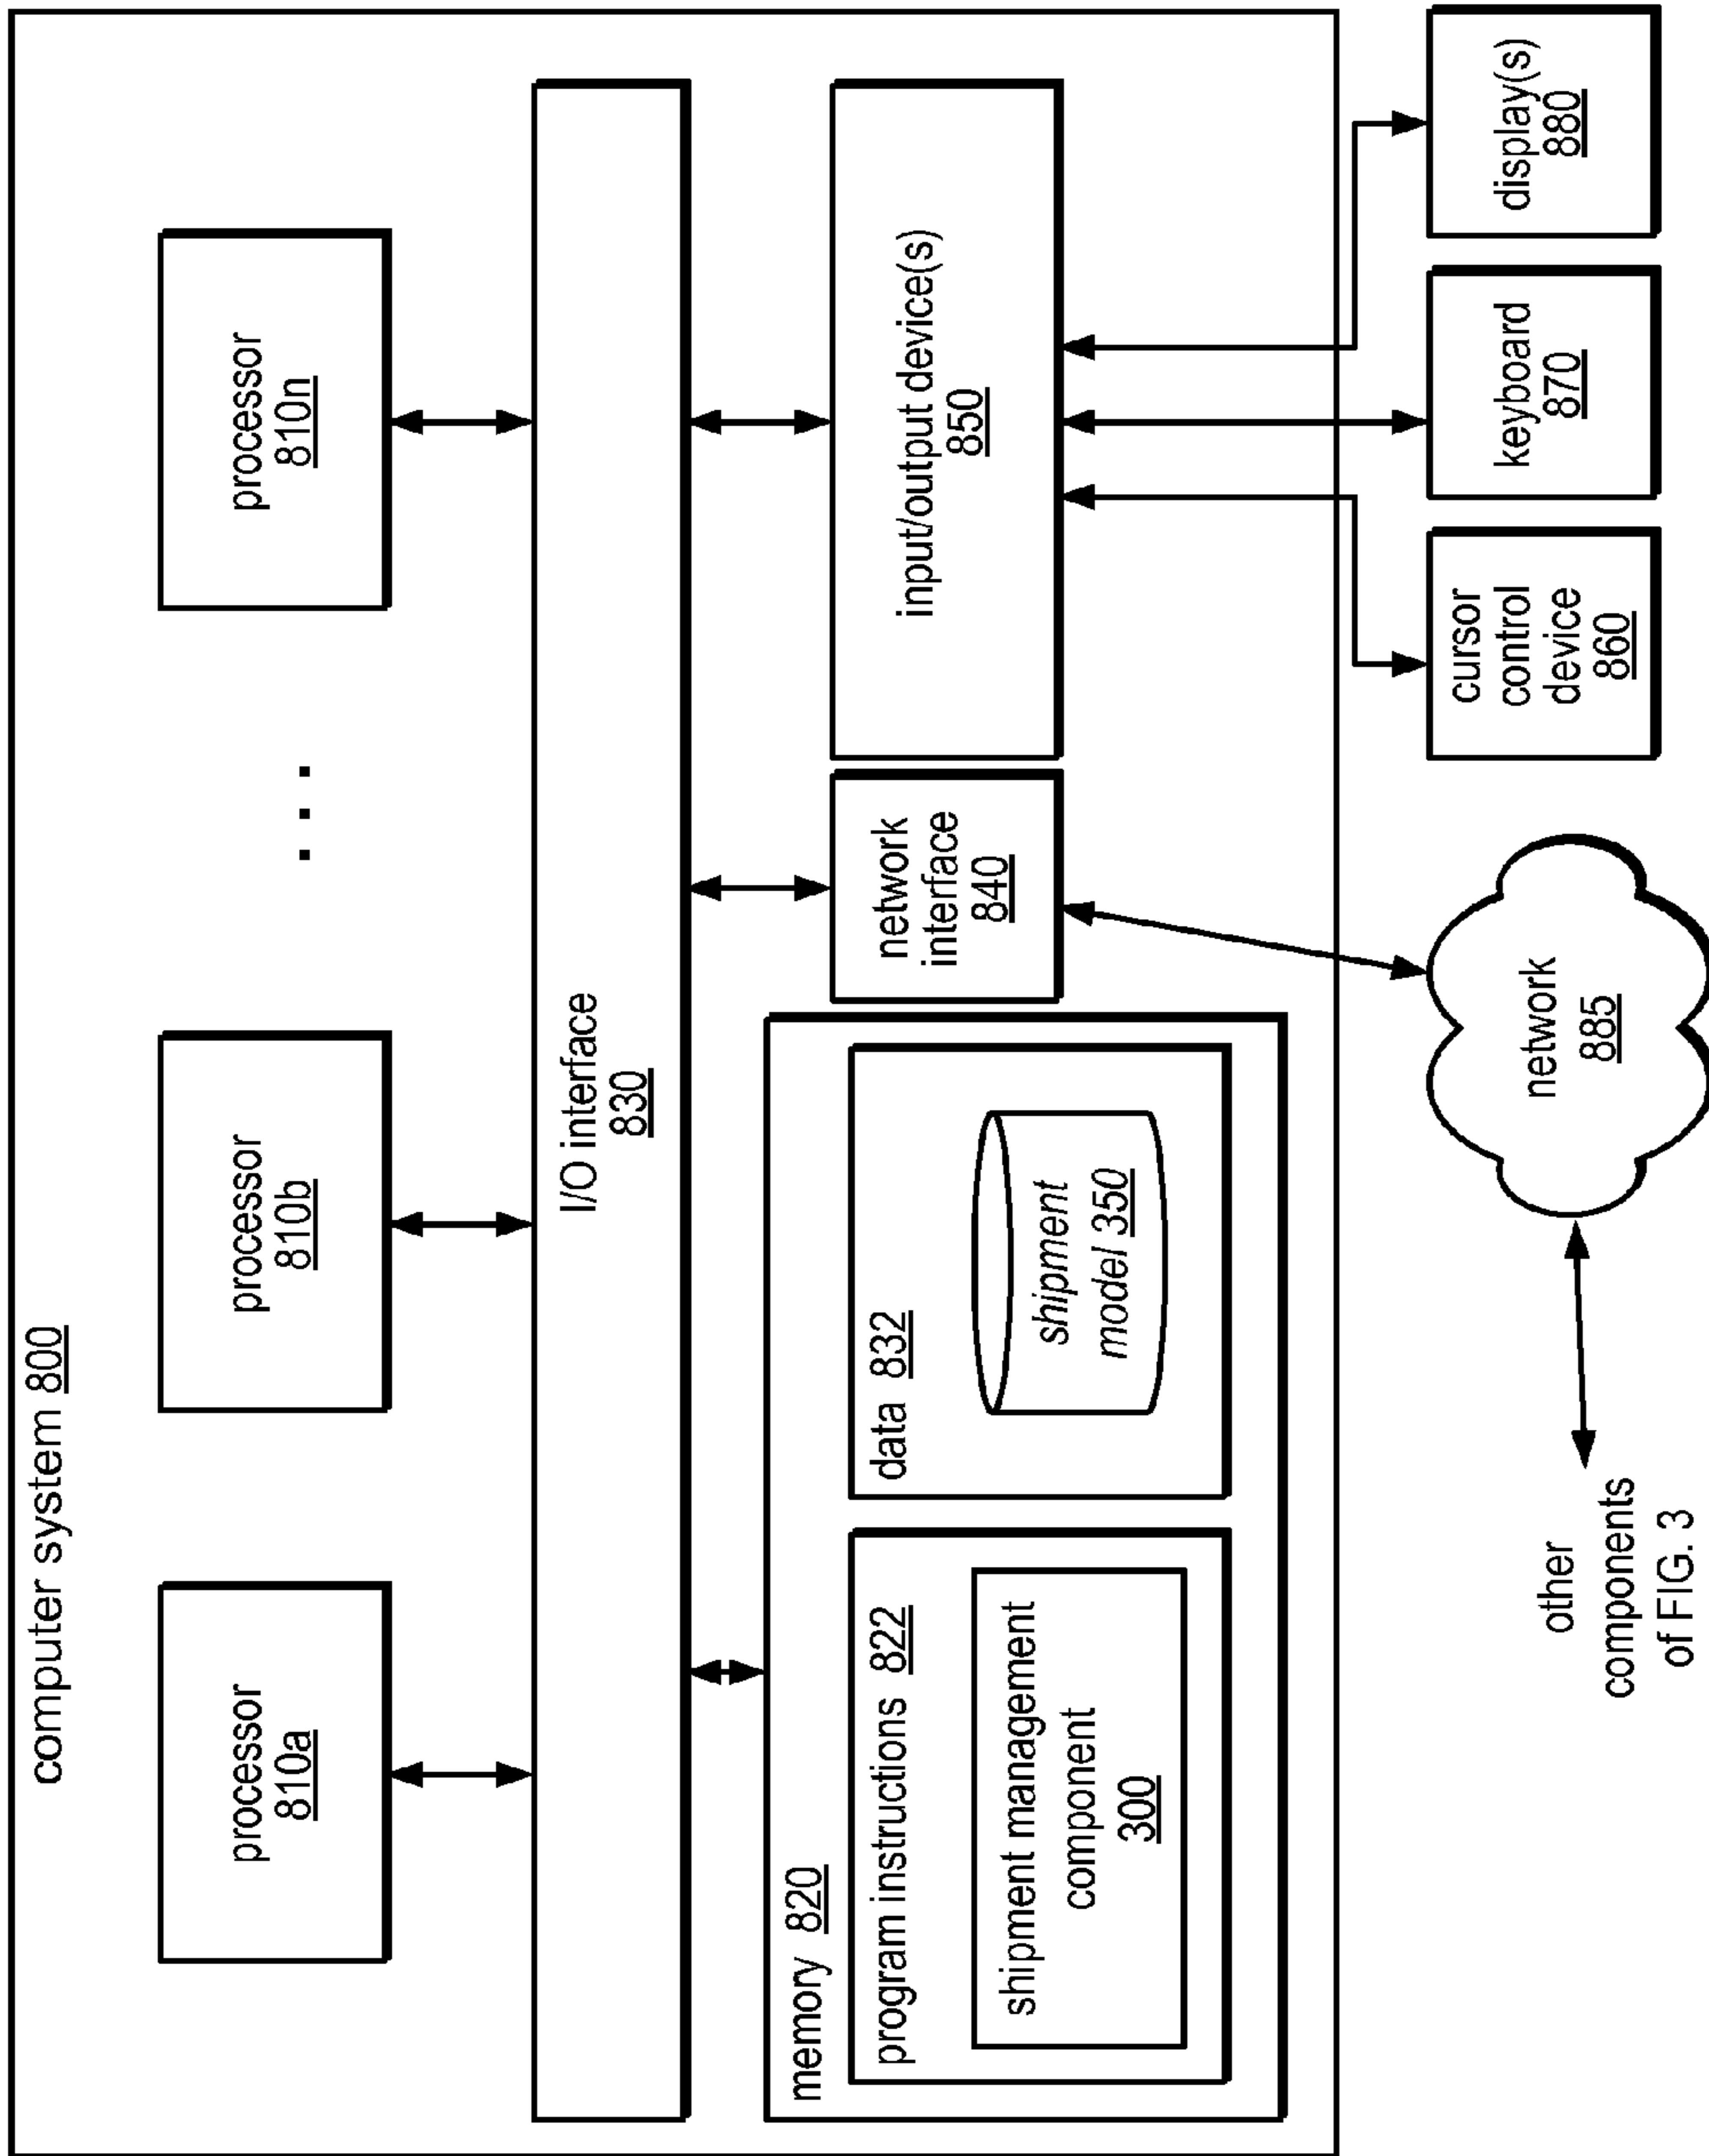 computer system 800
processor
810a
processor
810b
. . .
processor
810n
I/O interface
830
memory 820
program instructions 822
shipment management
component
300
data 832
shipment
model 350
network
interface
840
input/output device(s)
850
other
components
of FIG. 3
network
885
cursor
control
device
860
keyboard
870
display(s)
880